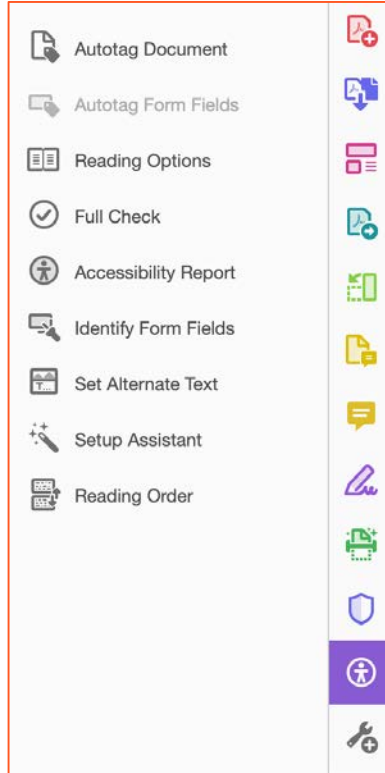 Autotag Document
Autotag Form Fields
Reading Options
Full Check
Accessibility Report
Identify Form Fields
Set Alternate Text
Setup Assistant
Reading Order